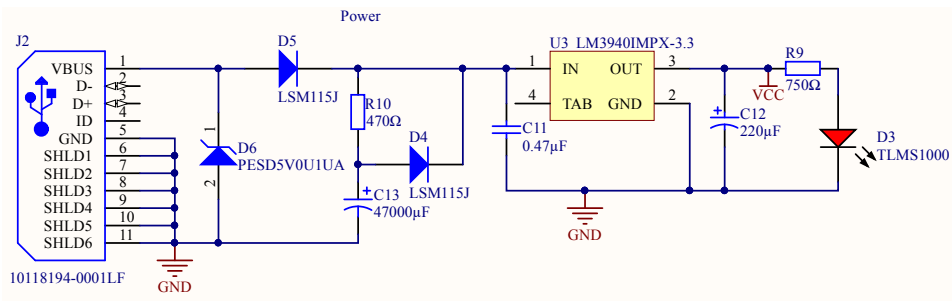 Power
J2
VBUS 1
D- 2
D+ 3
ID 4
GND 5
SHLD1 6
SHLD2 7
SHLD3 8
SHLD4 9
SHLD5 10
SHLD6 11
10118194-0001LF
GND
1
2
D6
PESD5V0U1UA
D5
LSM115J
R10
470Ω
D4
LSM115J
C13
47000µF
+
C11
0.47µF
U3 LM3940IMPX-3.3
1 IN OUT 3
4 TAB GND 2
GND
+
C12
220µF
VCC
R9
750Ω
D3
TLMS1000